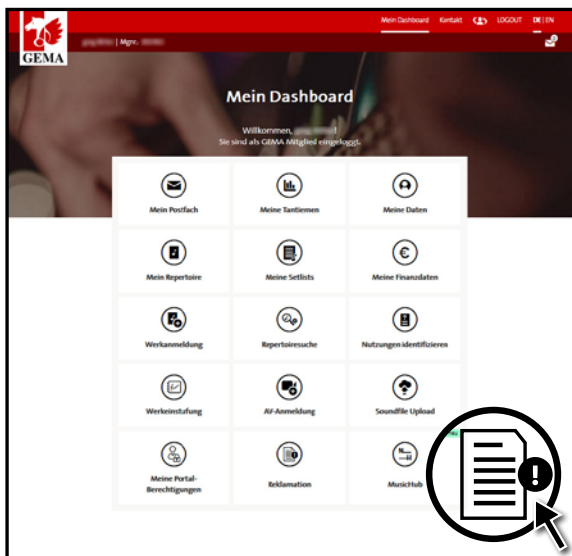 Mein Dashboard Kontakt LOGOUT DE | EN
GEMA
| Mgnr.
Mein Dashboard
Willkommen, !
Sie sind als GEMA Mitglied eingeloggt.
Mein Postfach Meine Tantiemen Meine Daten
Mein Repertoire Meine Setlists Meine Finanzdaten
Werkanmeldung Repertoiresuche Nutzungen identifizieren
Werkeinstufung AV-Anmeldung Soundfile Upload
Meine Portal-
Berechtigungen Reklamation MusicHub